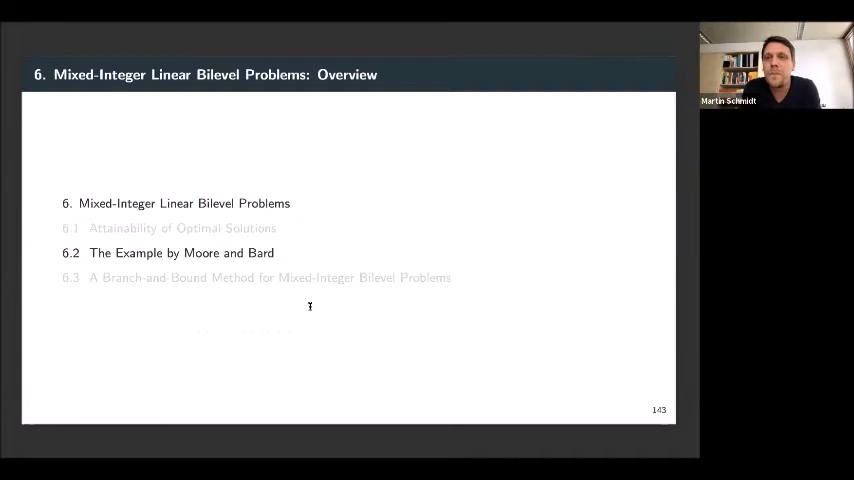 6. Mixed-Integer Linear Bilevel Problems: Overview
Martin Schmidt
6. Mixed-Integer Linear Bilevel Problems
6.1 Attainability of Optimal Solutions
6.2 The Example by Moore and Bard
6.3 A Branch-and-Bound Method for Mixed-Integer Bilevel Problems
143